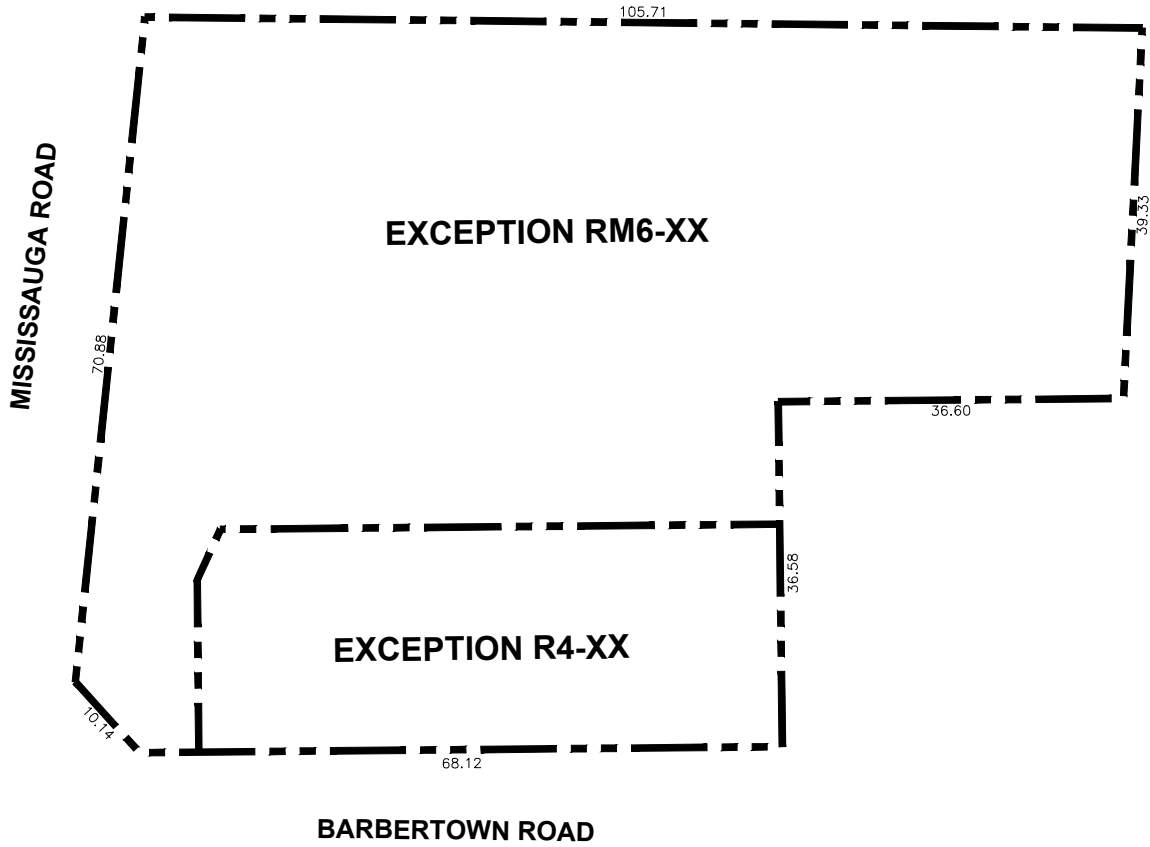 105.71
MISSISSAUGA ROAD
EXCEPTION RM6-XX
39.33
70.88
36.60
36.58
EXCEPTION R4-XX
10.14
68.12
BARBERTOWN ROAD